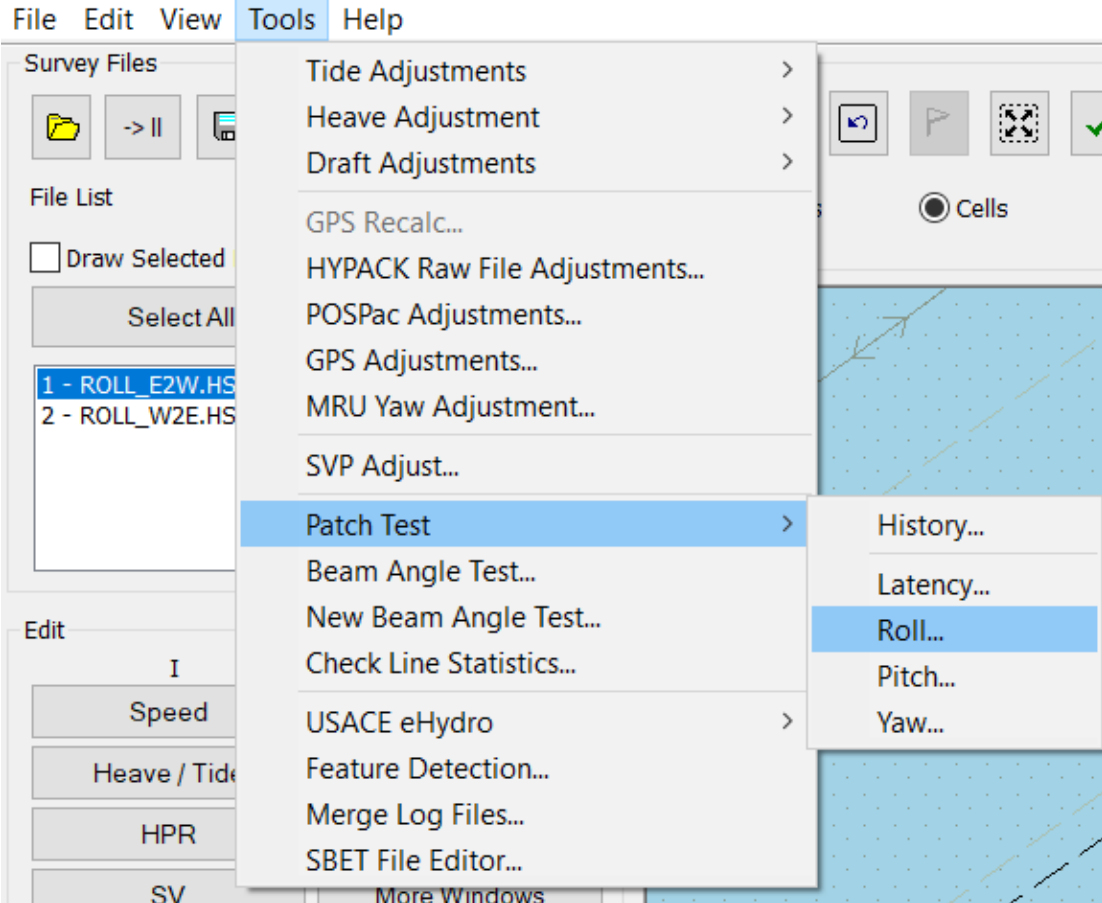 File Edit View Tools Help
Survey Files
-> II
File List
Draw Selected
Select All
1 - ROLL_E2W.HS
2 - ROLL_W2E.HS
Edit
I
Speed
Heave / Tide
HPR
SV
More Windows
Tide Adjustments >
Heave Adjustment >
Draft Adjustments >
GPS Recalc...
HYPACK Raw File Adjustments...
POSPac Adjustments...
GPS Adjustments...
MRU Yaw Adjustment...
SVP Adjust...
Patch Test >
Beam Angle Test...
New Beam Angle Test...
Check Line Statistics...
USACE eHydro >
Feature Detection...
Merge Log Files...
SBET File Editor...
History...
Latency...
Roll...
Pitch...
Yaw...
Cells